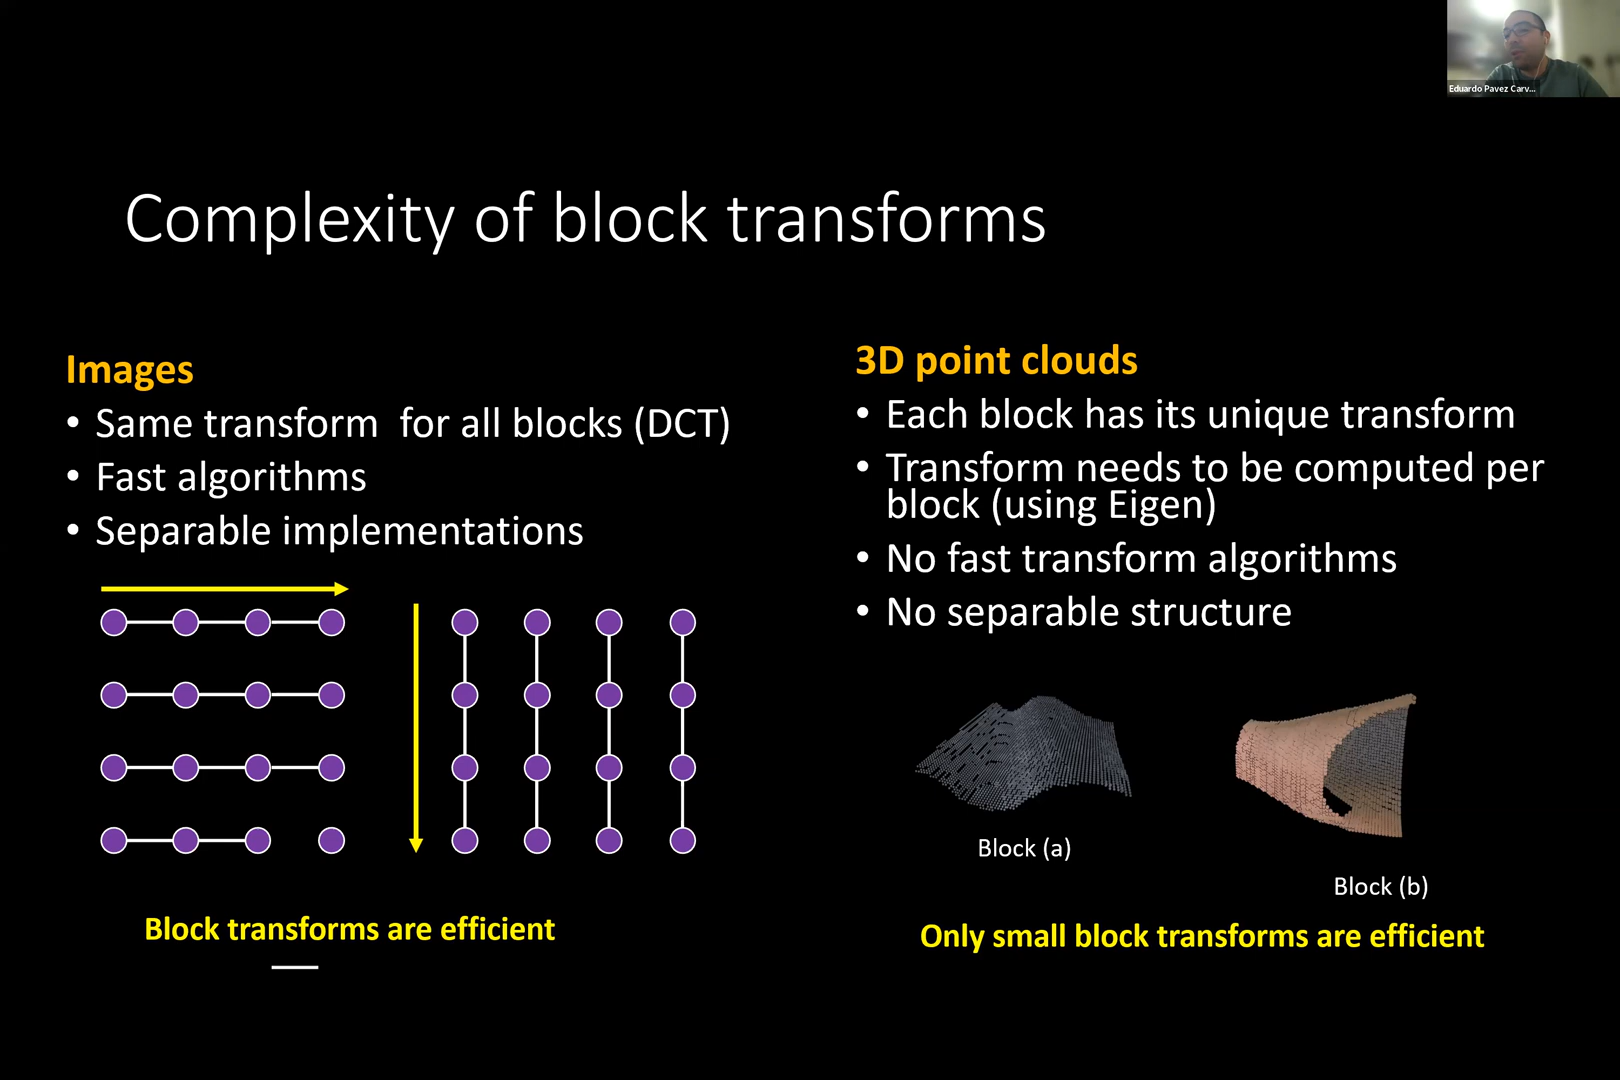 Eduardo Pavez Carv...
Complexity of block transforms
Images
• Same transform  for all blocks (DCT)
• Fast algorithms
• Separable implementations
Block transforms are efficient
3D point clouds
• Each block has its unique transform
• Transform needs to be computed per
block (using Eigen)
• No fast transform algorithms
• No separable structure
Block (a)
Block (b)
Only small block transforms are efficient